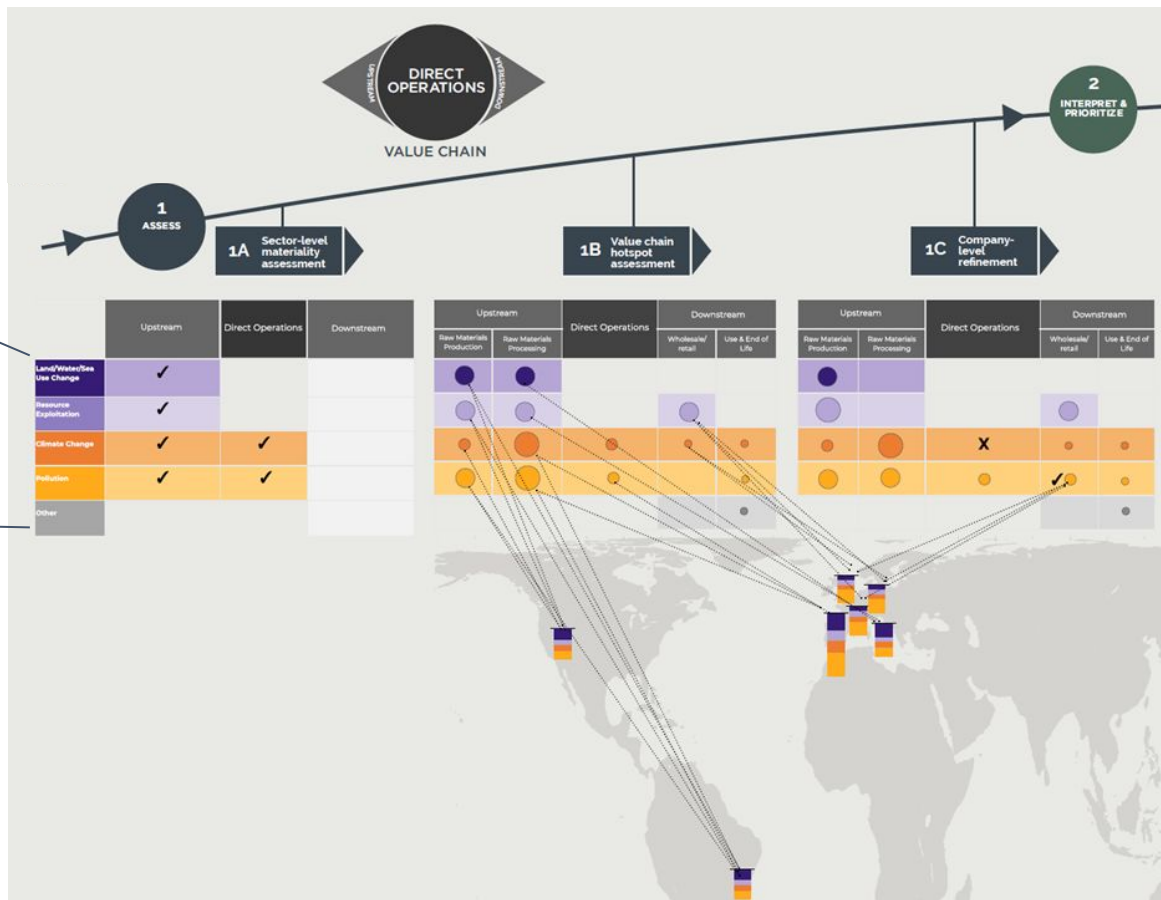 UPSTREAM
DIRECT
OPERATIONS
DOWNSTREAM
VALUE CHAIN
2
INTERPRET &
PRIORITIZE
1
ASSESS
1A
Sector-level
materiality
assessment
1B
Value chain
hotspot
assessment
1C
Company-
level
refinement
Upstream
Direct Operations
Downstream
Land/Water/Sea
Use Change
✓
Resource
Exploitation
✓
Climate Change
✓ ✓
Pollution
✓ ✓
Other
Upstream
Direct Operations
Downstream
Raw Materials
Production
Raw Materials
Processing
Wholesale/
retail
Use & End of
Life
Upstream
Direct Operations
Downstream
Raw Materials
Production
Raw Materials
Processing
Wholesale/
retail
Use & End of
Life
X
✓